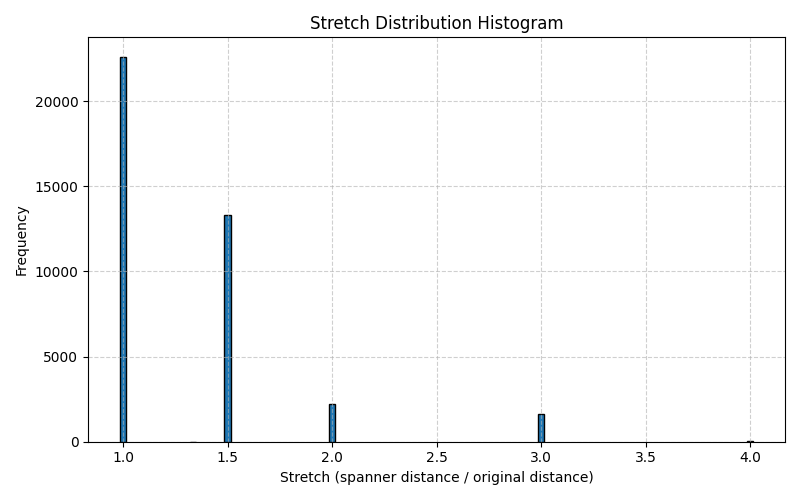 Stretch Distribution Histogram
Frequency
20000
15000
10000
5000
0
1.0 1.5 2.0 2.5 3.0 3.5 4.0
Stretch (spanner distance / original distance)